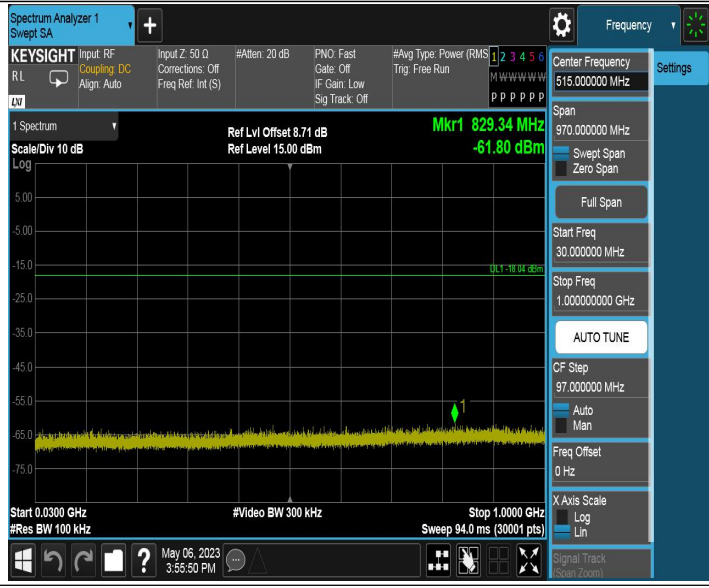 Spectrum Analyzer 1
Swept SA
Frequency
KEYSIGHT
RL
LXI
Input: RF
Coupling: DC
Align: Auto
Input Z: 50 Ω
Corrections: Off
Freq Ref: Int (S)
#Atten: 20 dB
PNO: Fast
Gate: Off
IF Gain: Low
Sig Track: Off
#Avg Type: Power (RMS
Trig: Free Run
1 2 3 4 5 6
M W W W W W
P P P P P P
1 Spectrum
Scale/Div 10 dB
Log
Ref Lvl Offset 8.71 dB
Ref Level 15.00 dBm
Mkr1 829.34 MHz
-61.80 dBm
5.00
-5.00
-15.0
DL1 -18.04 dBm
-25.0
-35.0
-45.0
-55.0
1
-65.0
-75.0
Start 0.0300 GHz
#Video BW 300 kHz
Stop 1.0000 GHz
#Res BW 100 kHz
Sweep 94.0 ms (30001 pts)
May 06, 2023
3:55:50 PM
Center Frequency
515.000000 MHz
Settings
Span
970.000000 MHz
Swept Span
Zero Span
Full Span
Start Freq
30.000000 MHz
Stop Freq
1.000000000 GHz
AUTO TUNE
CF Step
97.000000 MHz
Auto
Man
Freq Offset
0 Hz
X Axis Scale
Log
Lin
Signal Track
(Span Zoom)